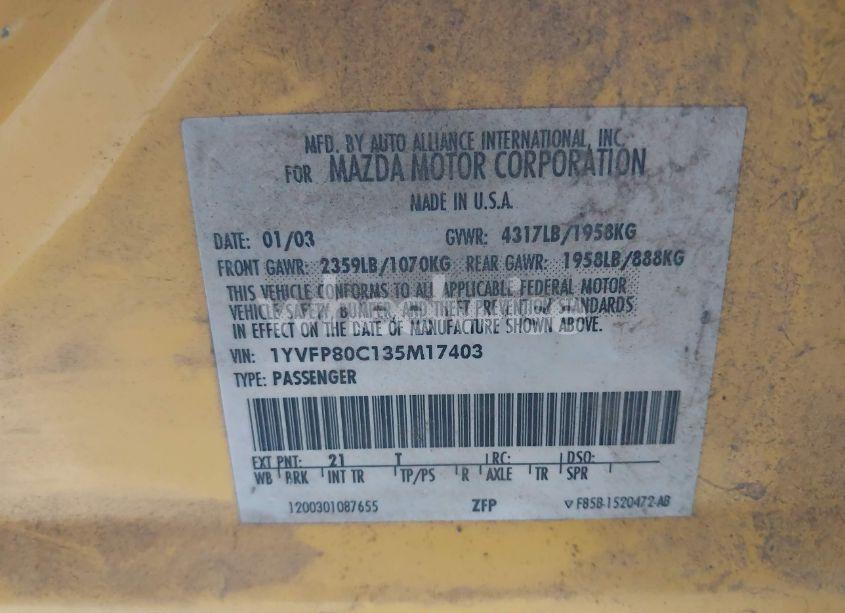 MFD. BY AUTO ALLIANCE INTERNATIONAL, INC.
FOR MAZDA MOTOR CORPORATION
MADE IN U.S.A.
DATE: 01/03 GVWR: 4317LB/1958KG
FRONT GAWR: 2359LB/1070KG REAR GAWR: 1958LB/888KG
THIS VEHICLE CONFORMS TO ALL APPLICABLE FEDERAL MOTOR
VEHICLE SAFETY, BUMPER, AND THEFT PREVENTION STANDARDS
IN EFFECT ON THE DATE OF MANUFACTURE SHOWN ABOVE.
VIN: 1YVFP80C135M17403
TYPE: PASSENGER
EXT PNT: 21 T RC: DSO:
WB BRK INT TR TP/PS R AXLE TR SPR
1200301087655 ZFP F85B-1520472-AB